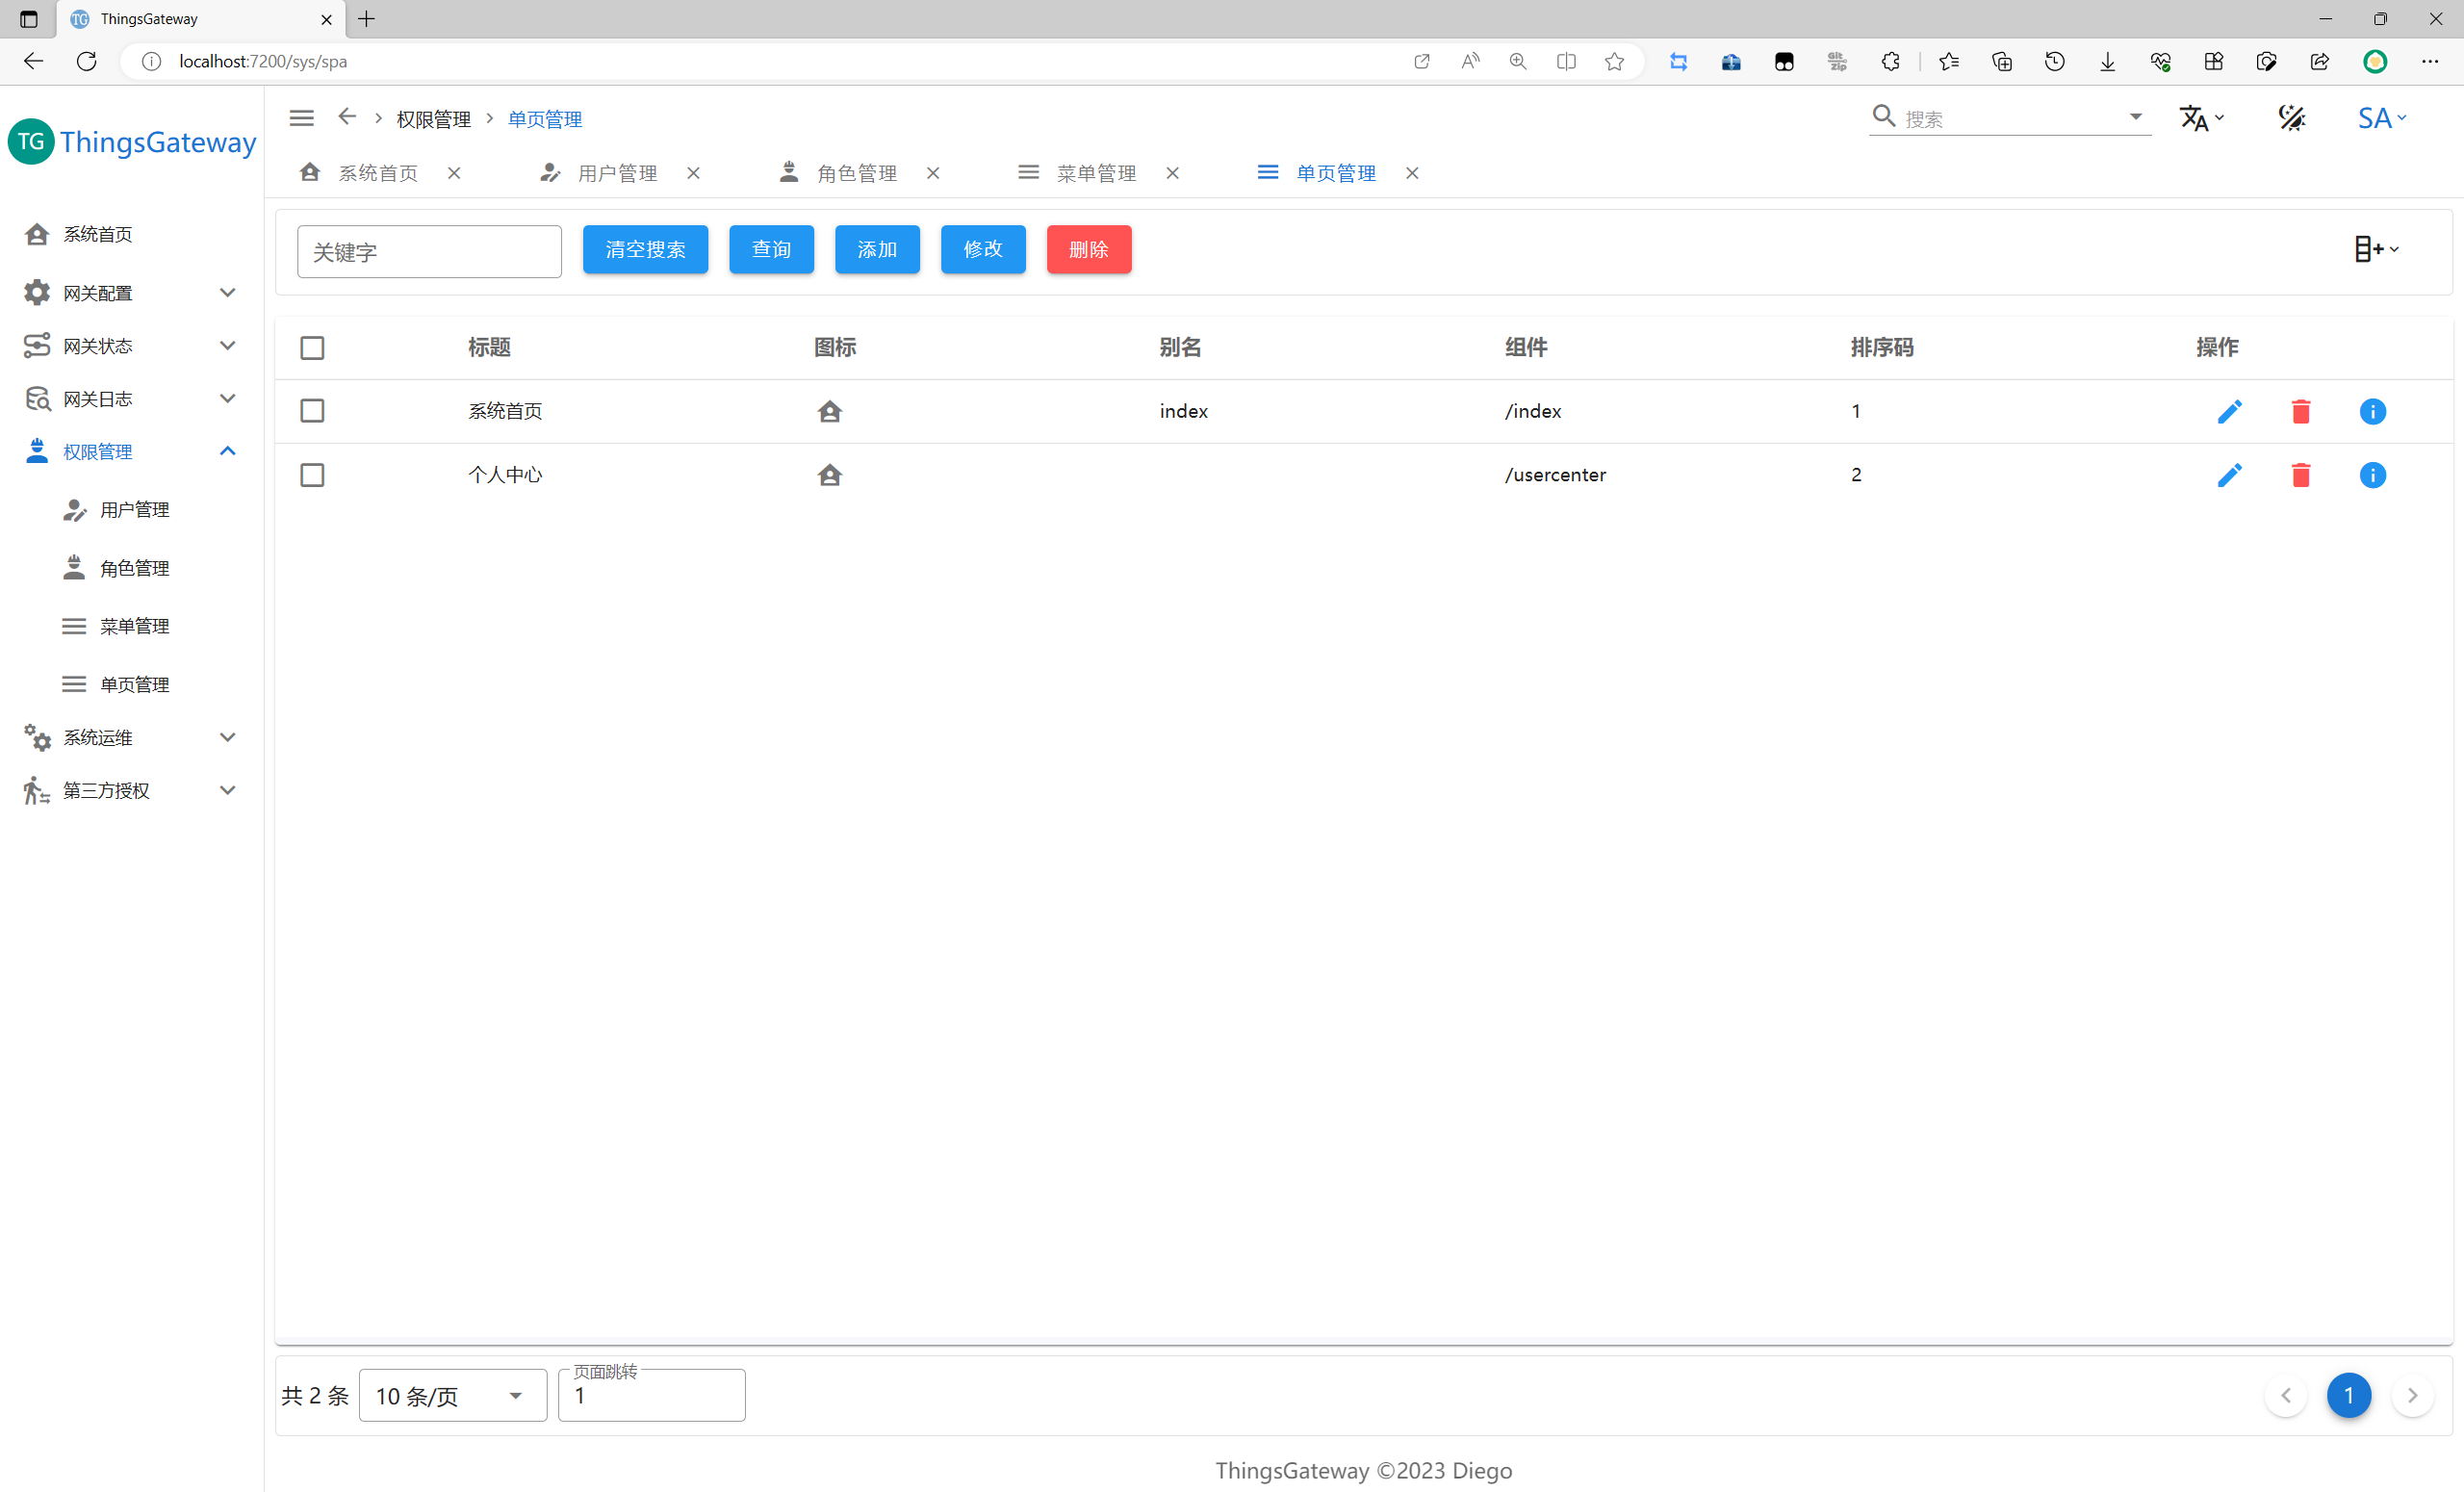 ThingsGateway
localhost:7200/sys/spa
TG ThingsGateway
权限管理 单页管理
搜索
SA
系统首页 用户管理 角色管理 菜单管理 单页管理
系统首页
网关配置
网关状态
网关日志
权限管理
用户管理
角色管理
菜单管理
单页管理
系统运维
第三方授权
关键字 清空搜索 查询 添加 修改 删除
标题 图标 别名 组件 排序码 操作
系统首页 index /index 1
个人中心 /usercenter 2
共 2 条 10 条/页 页面跳转 1
1
ThingsGateway ©2023 Diego